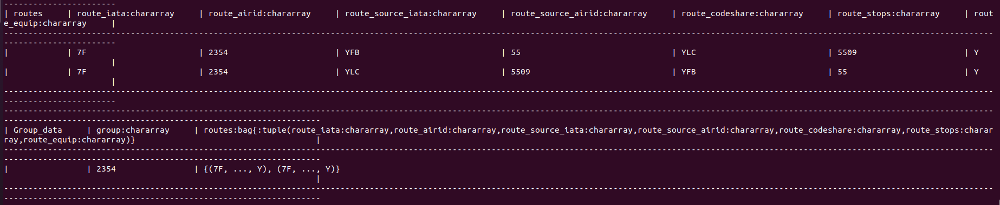 -----------------------
| routes     | route_iata:chararray     | route_airid:chararray     | route_source_iata:chararray     | route_source_airid:chararray     | route_codeshare:chararray     | route_stops:chararray     | rout
e_equip:chararray     |
-----------------------------------------------------------------------------------------------------------------------------------------------------------------------------------------------------------
-----------------------
|            | 7F                       | 2354                      | YFB                             | 55                               | YLC                           | 5509                      | Y
                      |
|            | 7F                       | 2354                      | YLC                             | 5509                             | YFB                           | 55                        | Y
                      |
-----------------------------------------------------------------------------------------------------------------------------------------------------------------------------------------------------------
-----------------------
-----------------------------------------------------------------------------------------------------------------------------------------------------------------------------------------------------------
-----------------------------------------------------------------
| Group_data     | group:chararray     | routes:bag{:tuple(route_iata:chararray,route_airid:chararray,route_source_iata:chararray,route_source_airid:chararray,route_codeshare:chararray,route_stops:charar
ray,route_equip:chararray)}                                     |
-----------------------------------------------------------------------------------------------------------------------------------------------------------------------------------------------------------
-----------------------------------------------------------------
|                | 2354                | {(7F, ..., Y), (7F, ..., Y)}
                                                                |
-----------------------------------------------------------------------------------------------------------------------------------------------------------------------------------------------------------
-----------------------------------------------------------------